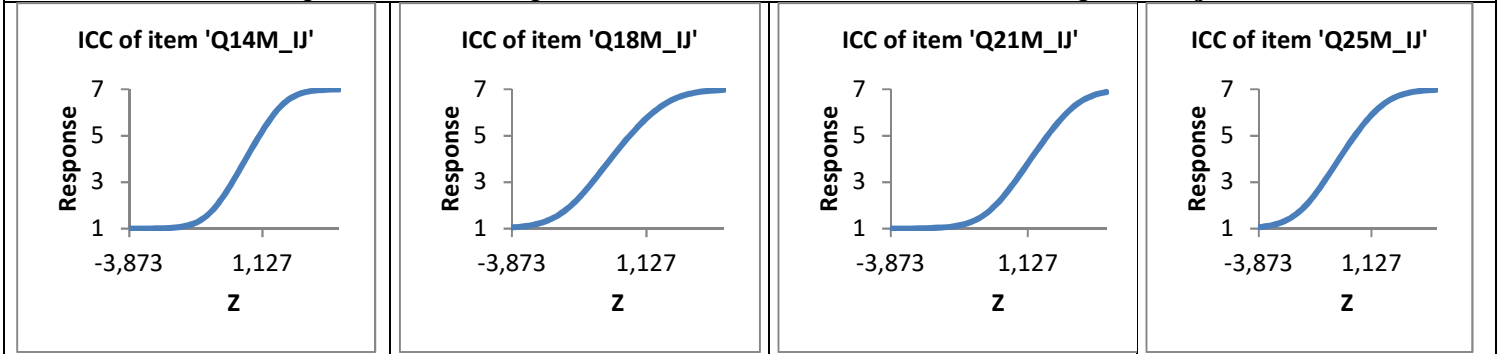 ICC of item 'Q14M_IJ'
Response
7
5
3
1
-3,873 1,127
Z
ICC of item 'Q18M_IJ'
Response
7
5
3
1
-3,873 1,127
Z
ICC of item 'Q21M_IJ'
Response
7
5
3
1
-3,873 1,127
Z
ICC of item 'Q25M_IJ'
Response
7
5
3
1
-3,873 1,127
Z